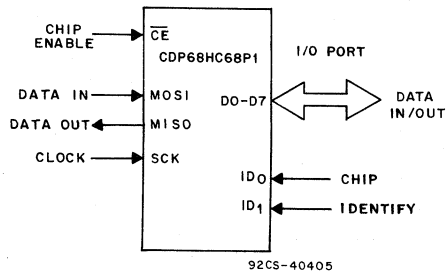 CHIP
ENABLE
CE
CDP68HC68P1
I/O PORT
DATA IN
MOSI
DO-D7
DATA
IN/OUT
DATA OUT
MISO
CLOCK
SCK
ID0
CHIP
ID1
IDENTIFY
92CS-40405